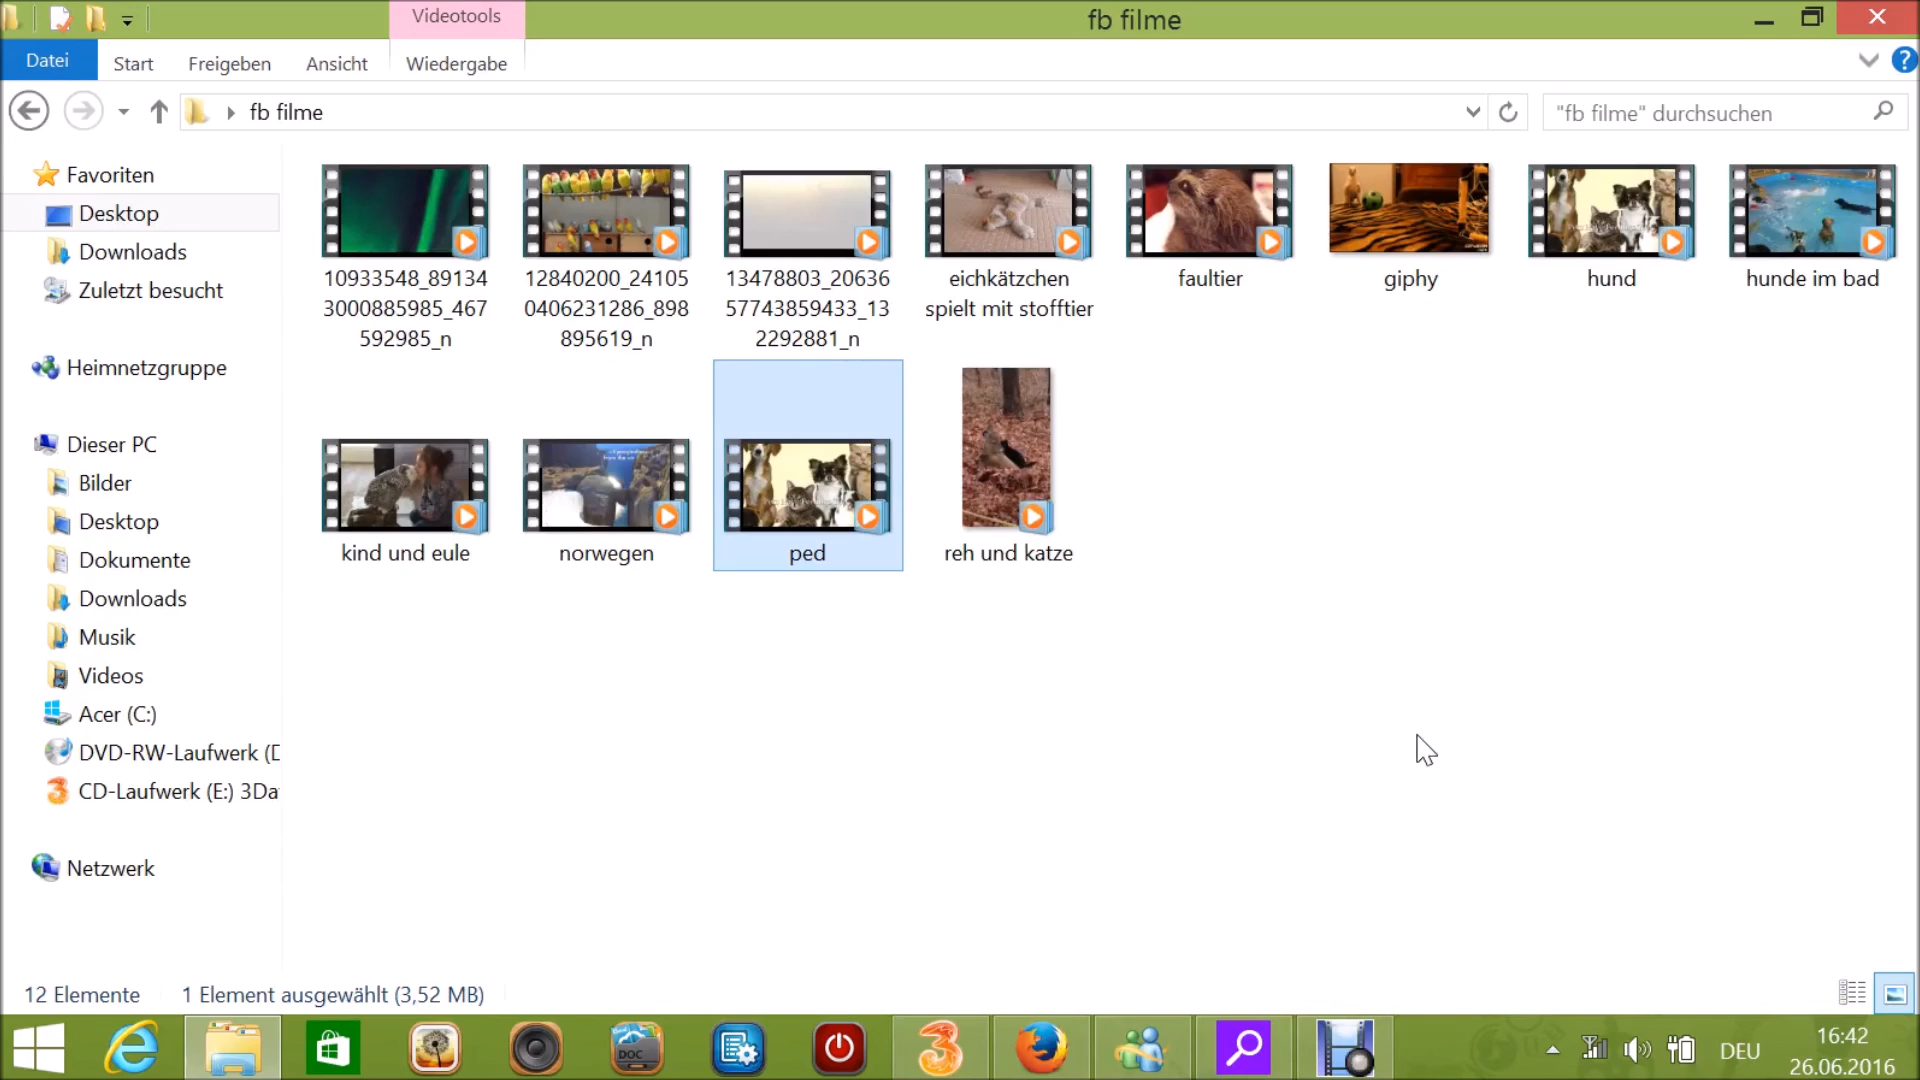 Videotools
fb filme
Datei
Start
Freigeben
Ansicht
Wiedergabe
fb filme
"fb filme" durchsuchen
Favoriten
Desktop
Downloads
Zuletzt besucht
Heimnetzgruppe
Dieser PC
Bilder
Desktop
Dokumente
Downloads
Musik
Videos
Acer (C:)
DVD-RW-Laufwerk (D
CD-Laufwerk (E:) 3Da
Netzwerk
10933548_89134
3000885985_467
592985_n
12840200_24105
0406231286_898
895619_n
13478803_20636
57743859433_13
2292881_n
eichkätzchen
spielt mit stofftier
faultier
giphy
hund
hunde im bad
kind und eule
norwegen
ped
reh und katze
12 Elemente
1 Element ausgewählt (3,52 MB)
DOC
DEU
16:42
26.06.2016